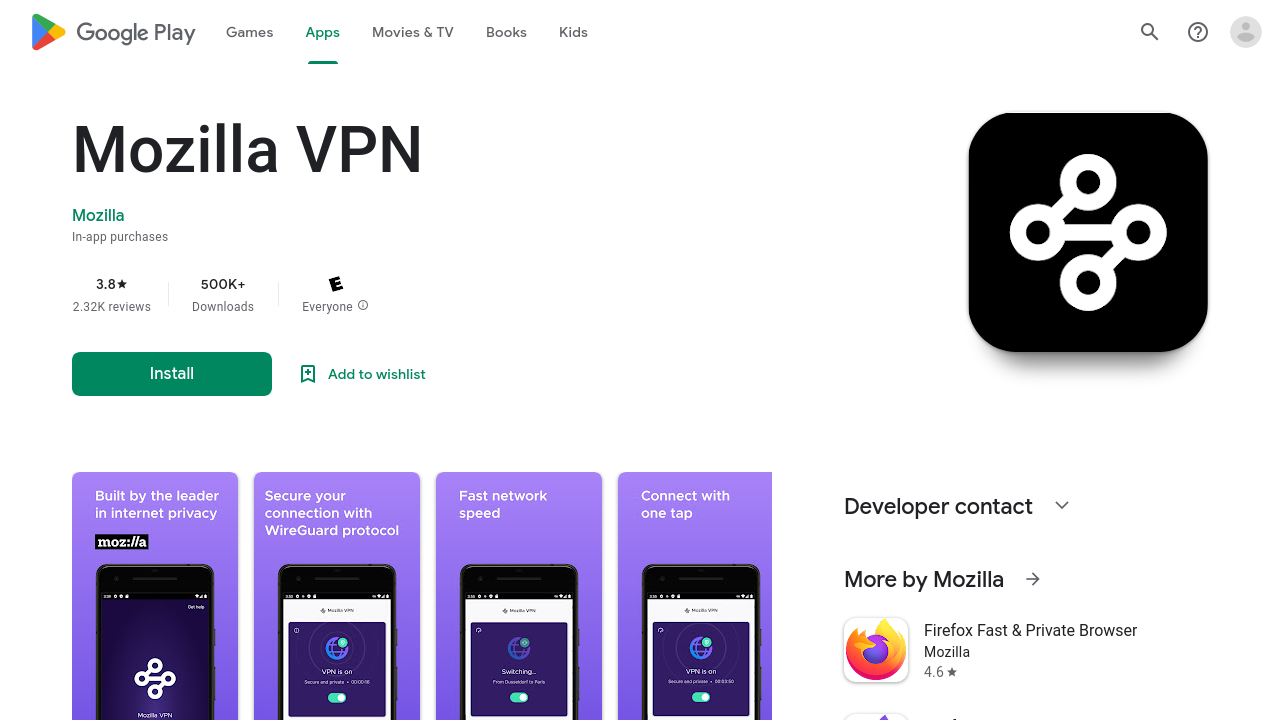 Google Play
Games
Apps
Movies & TV
Books
Kids
Mozilla VPN
Mozilla
In-app purchases
3.8★
2.32K reviews
500K+
Downloads
E
Everyone
Install
Add to wishlist
Built by the leader
in internet privacy
moz://a
Get help
Mozilla VPN
Secure your
connection with
WireGuard protocol
Mozilla VPN
VPN is on
Secure and private • 00:00:18
Fast network
speed
Mozilla VPN
Switching...
From Dusseldorf to Paris
Connect with
one tap
Mozilla VPN
VPN is on
Secure and private • 00:03:50
Developer contact
More by Mozilla
Firefox Fast & Private Browser
Mozilla
4.6 ★